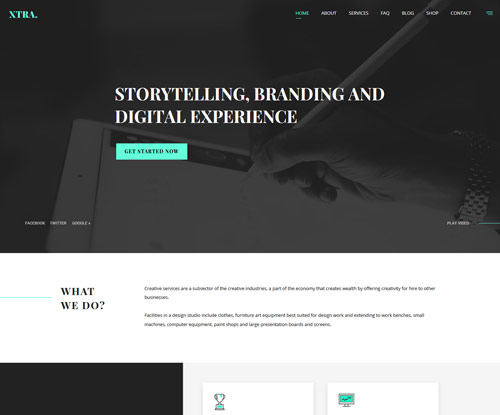 XTRA.
HOME ABOUT SERVICES FAQ BLOG SHOP CONTACT
STORYTELLING, BRANDING AND
DIGITAL EXPERIENCE
GET STARTED NOW
FACEBOOK TWITTER GOOGLE +
PLAY VIDEO
WHAT
WE DO?
Creative services are a subsector of the creative industries, a part of the economy that creates wealth by offering creativity for hire to other
businesses.
Facilities in a design studio include clothes, furniture art equipment best suited for design work and extending to work benches, small
machines, computer equipment, paint shops and large presentation boards and screens.